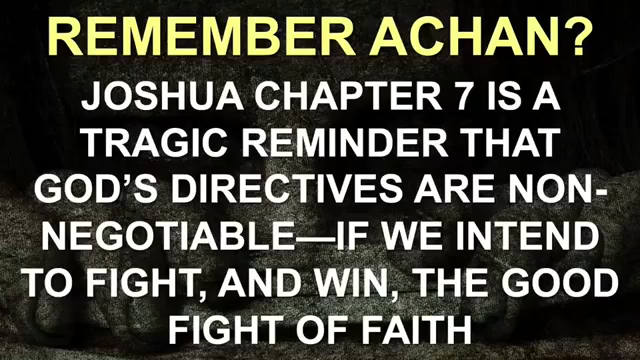 REMEMBER ACHAN?
JOSHUA CHAPTER 7 IS A
TRAGIC REMINDER THAT
GOD’S DIRECTIVES ARE NON-
NEGOTIABLE—IF WE INTEND
TO FIGHT, AND WIN, THE GOOD
FIGHT OF FAITH